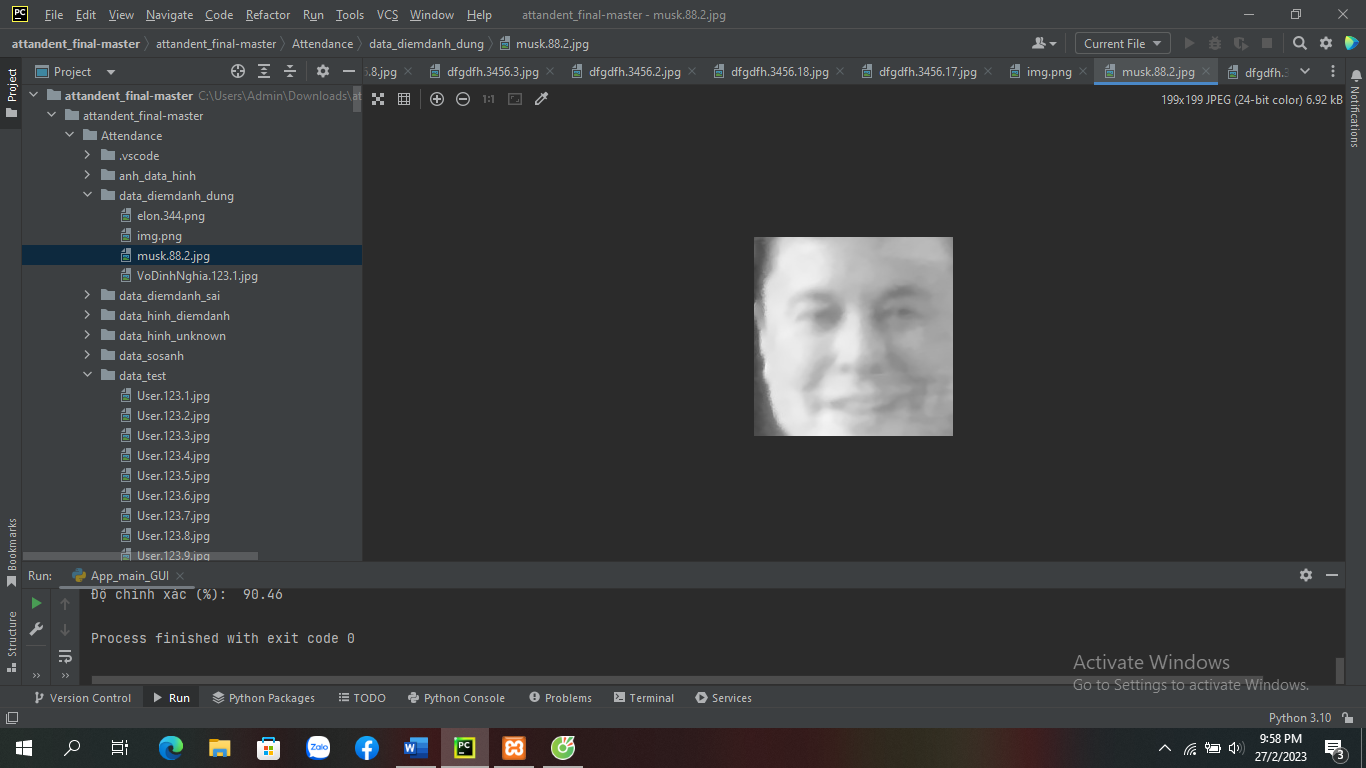 File Edit View Navigate Code Refactor Run Tools VCS Window Help attandent_final-master - musk.88.2.jpg
attandent_final-master attandent_final-master Attendance data_diemdanh_dung musk.88.2.jpg Current File
Project
Project
.8.jpg dfgdfh.3456.3.jpg dfgdfh.3456.2.jpg dfgdfh.3456.18.jpg dfgdfh.3456.17.jpg img.png musk.88.2.jpg dfgdfh.3
Notifications
1:1
199x199 JPEG (24-bit color) 6.92 kB
attandent_final-master C:\Users\Admin\Downloads\at
attandent_final-master
Attendance
.vscode
anh_data_hinh
data_diemdanh_dung
elon.344.png
img.png
musk.88.2.jpg
VoDinhNghia.123.1.jpg
data_diemdanh_sai
data_hinh_diemdanh
data_hinh_unknown
data_sosanh
data_test
User.123.1.jpg
User.123.2.jpg
User.123.3.jpg
User.123.4.jpg
User.123.5.jpg
User.123.6.jpg
User.123.7.jpg
User.123.8.jpg
User.123.9.jpg
Bookmarks
Structure
Run: App_main_GUI
Độ chính xác (%): 90.46
Process finished with exit code 0
Activate Windows
Go to Settings to activate Windows.
Version Control Run Python Packages TODO Python Console Problems Terminal Services
Python 3.10
Zalo
PC
9:58 PM
27/2/2023
3